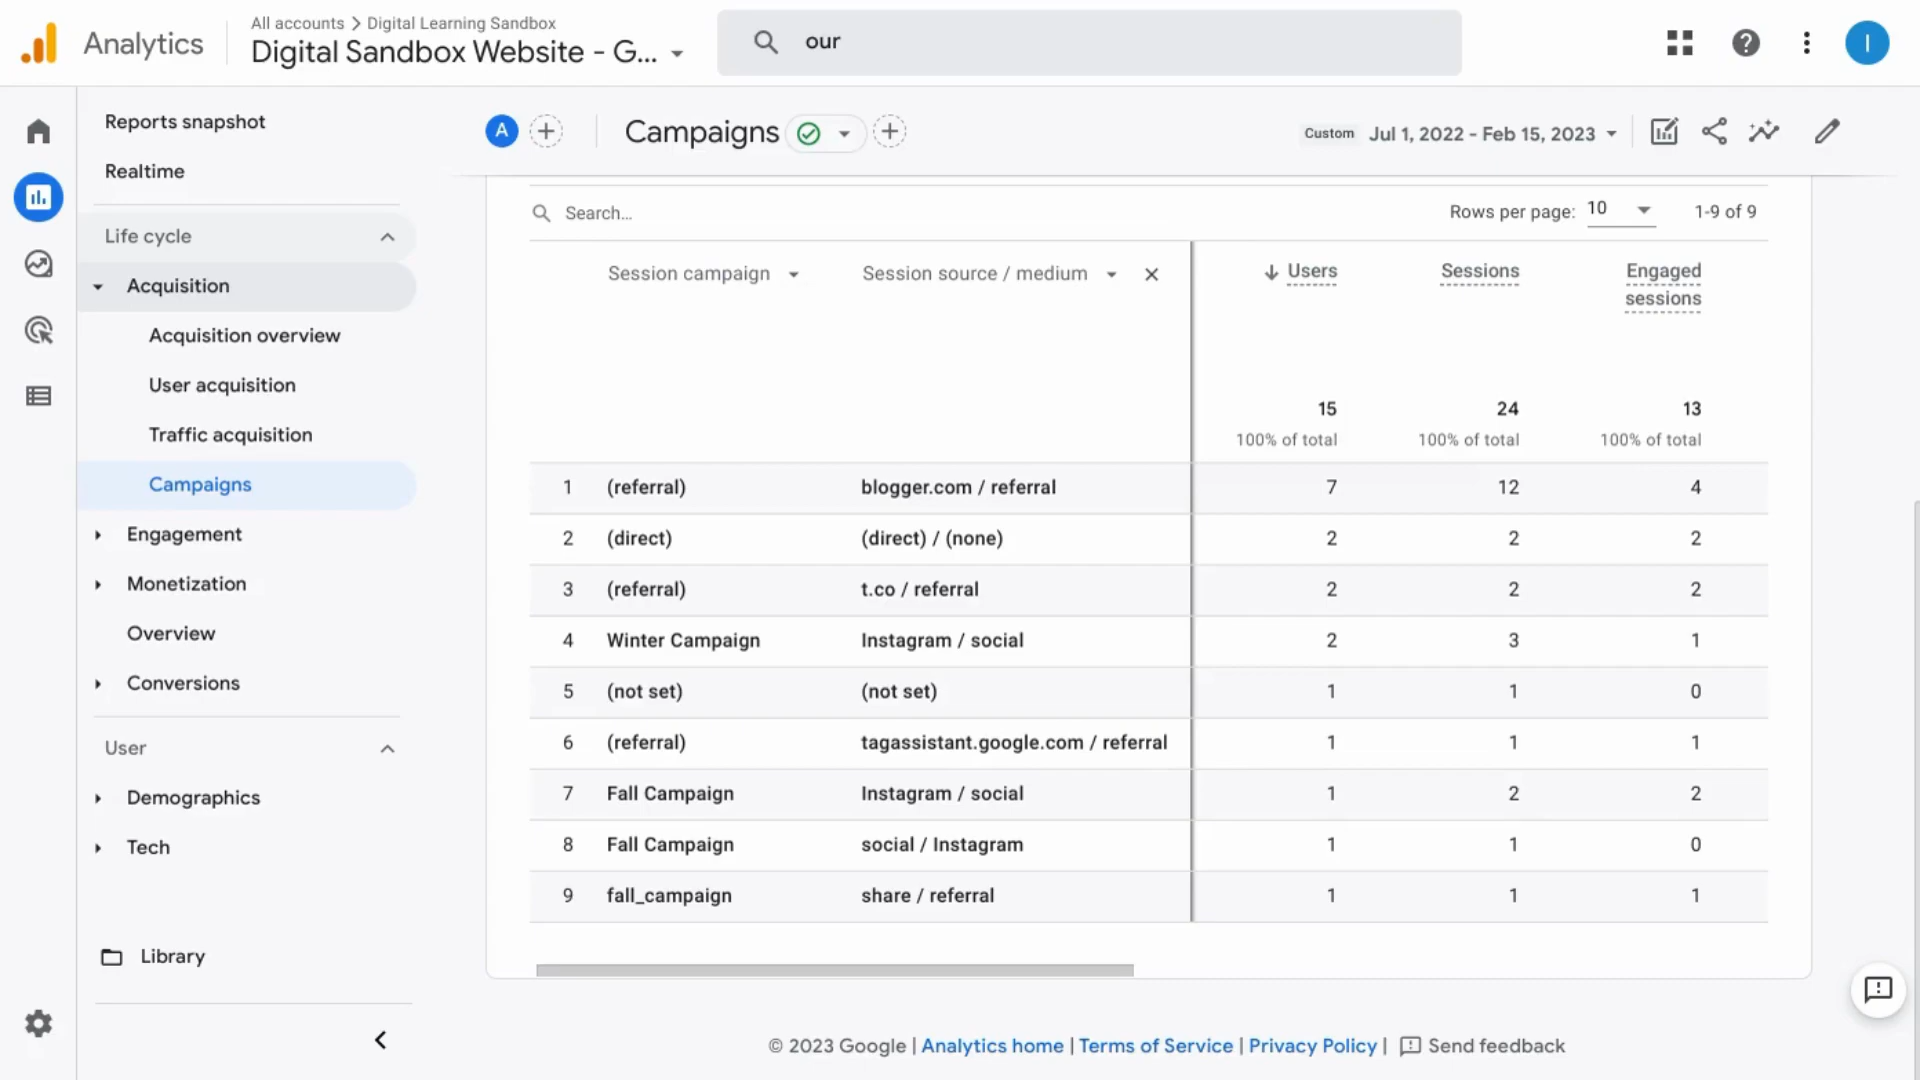 Analytics
All accounts > Digital Learning Sandbox
Digital Sandbox Website - G...
our
I
Reports snapshot
Realtime
Life cycle
Acquisition
Acquisition overview
User acquisition
Traffic acquisition
Campaigns
Engagement
Monetization
Overview
Conversions
User
Demographics
Tech
Library
A
Campaigns
Custom Jul 1, 2022 - Feb 15, 2023
Search...
Rows per page: 10 1-9 of 9
Session campaign Session source / medium Users Sessions Engaged sessions
15 24 13
100% of total 100% of total 100% of total
1 (referral) blogger.com / referral 7 12 4
2 (direct) (direct) / (none) 2 2 2
3 (referral) t.co / referral 2 2 2
4 Winter Campaign Instagram / social 2 3 1
5 (not set) (not set) 1 1 0
6 (referral) tagassistant.google.com / referral 1 1 1
7 Fall Campaign Instagram / social 1 2 2
8 Fall Campaign social / Instagram 1 1 0
9 fall_campaign share / referral 1 1 1
© 2023 Google | Analytics home | Terms of Service | Privacy Policy | Send feedback